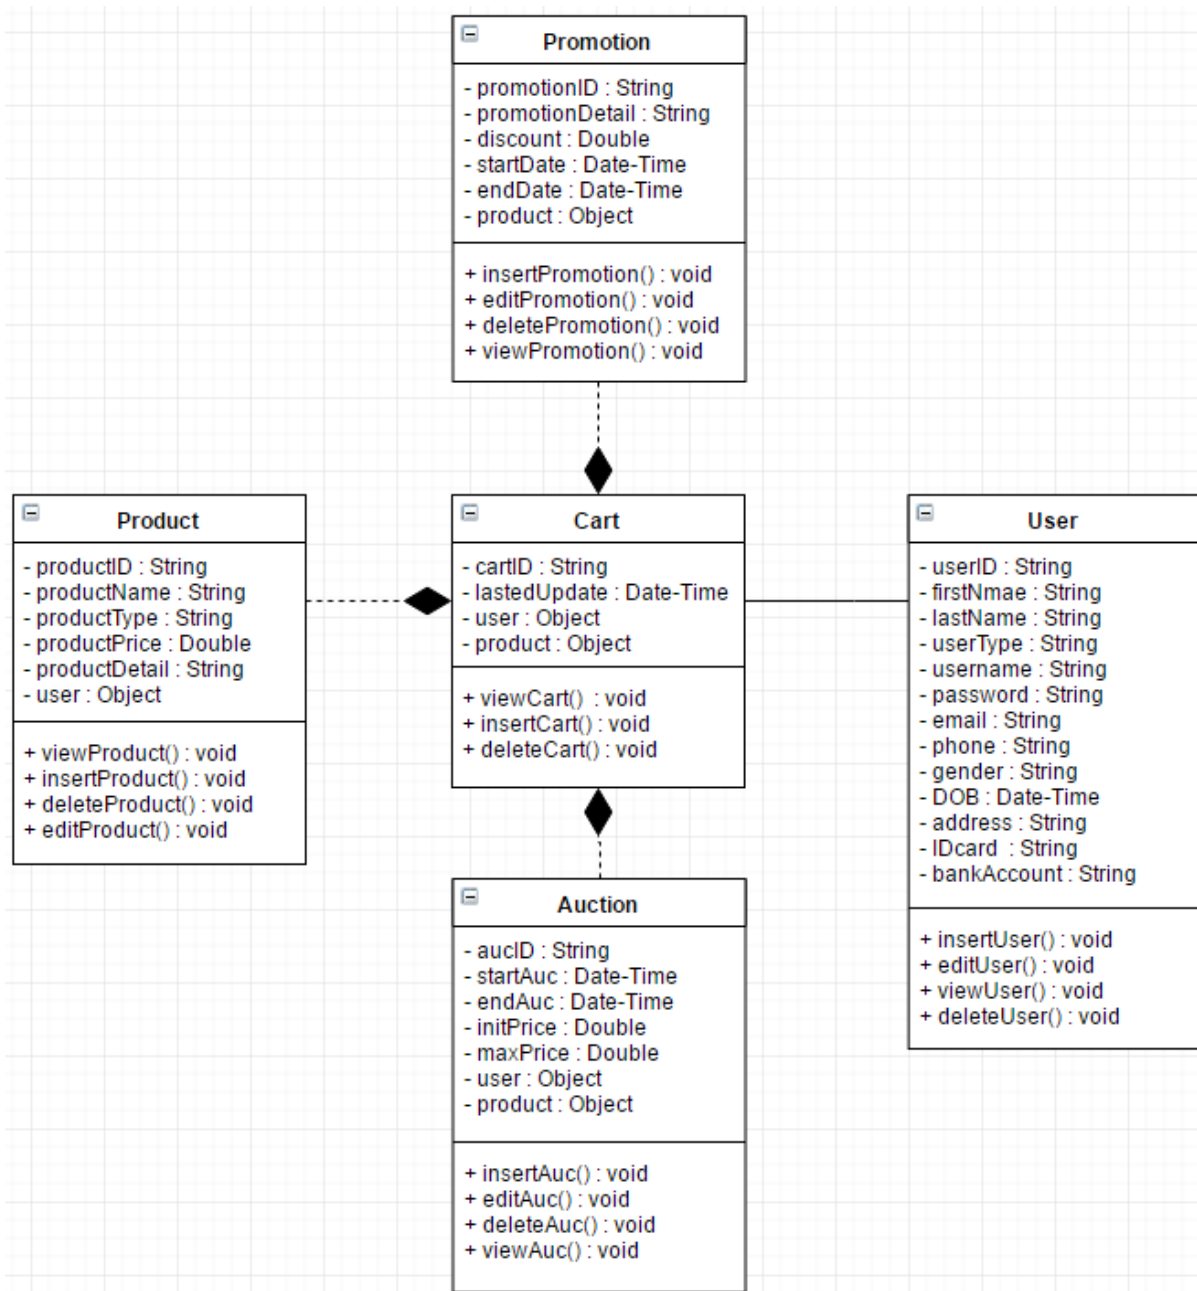 Promotion
- promotionID : String
- promotionDetail : String
- discount : Double
- startDate : Date-Time
- endDate : Date-Time
- product : Object
+ insertPromotion() : void
+ editPromotion() : void
+ deletePromotion() : void
+ viewPromotion() : void
Product
- productID : String
- productName : String
- productType : String
- productPrice : Double
- productDetail : String
- user : Object
+ viewProduct() : void
+ insertProduct() : void
+ deleteProduct() : void
+ editProduct() : void
Cart
- cartID : String
- lastedUpdate : Date-Time
- user : Object
- product : Object
+ viewCart() : void
+ insertCart() : void
+ deleteCart() : void
User
- userID : String
- firstNmae : String
- lastName : String
- userType : String
- username : String
- password : String
- email : String
- phone : String
- gender : String
- DOB : Date-Time
- address : String
- IDcard : String
- bankAccount : String
+ insertUser() : void
+ editUser() : void
+ viewUser() : void
+ deleteUser() : void
Auction
- aucID : String
- startAuc : Date-Time
- endAuc : Date-Time
- initPrice : Double
- maxPrice : Double
- user : Object
- product : Object
+ insertAuc() : void
+ editAuc() : void
+ deleteAuc() : void
+ viewAuc() : void